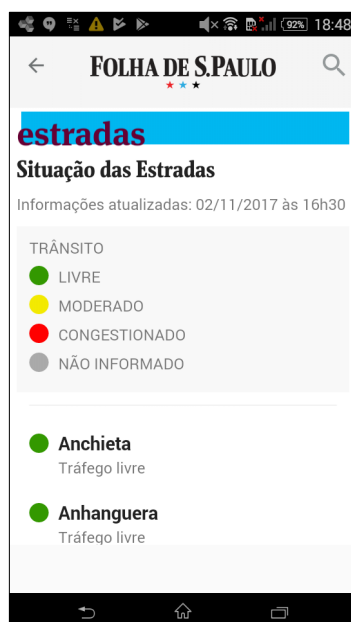 92% 18:48
FOLHA DE S.PAULO
estradas
Situação das Estradas
Informações atualizadas: 02/11/2017 às 16h30
TRÂNSITO
LIVRE
MODERADO
CONGESTIONADO
NÃO INFORMADO
Anchieta
Tráfego livre
Anhanguera
Tráfego livre